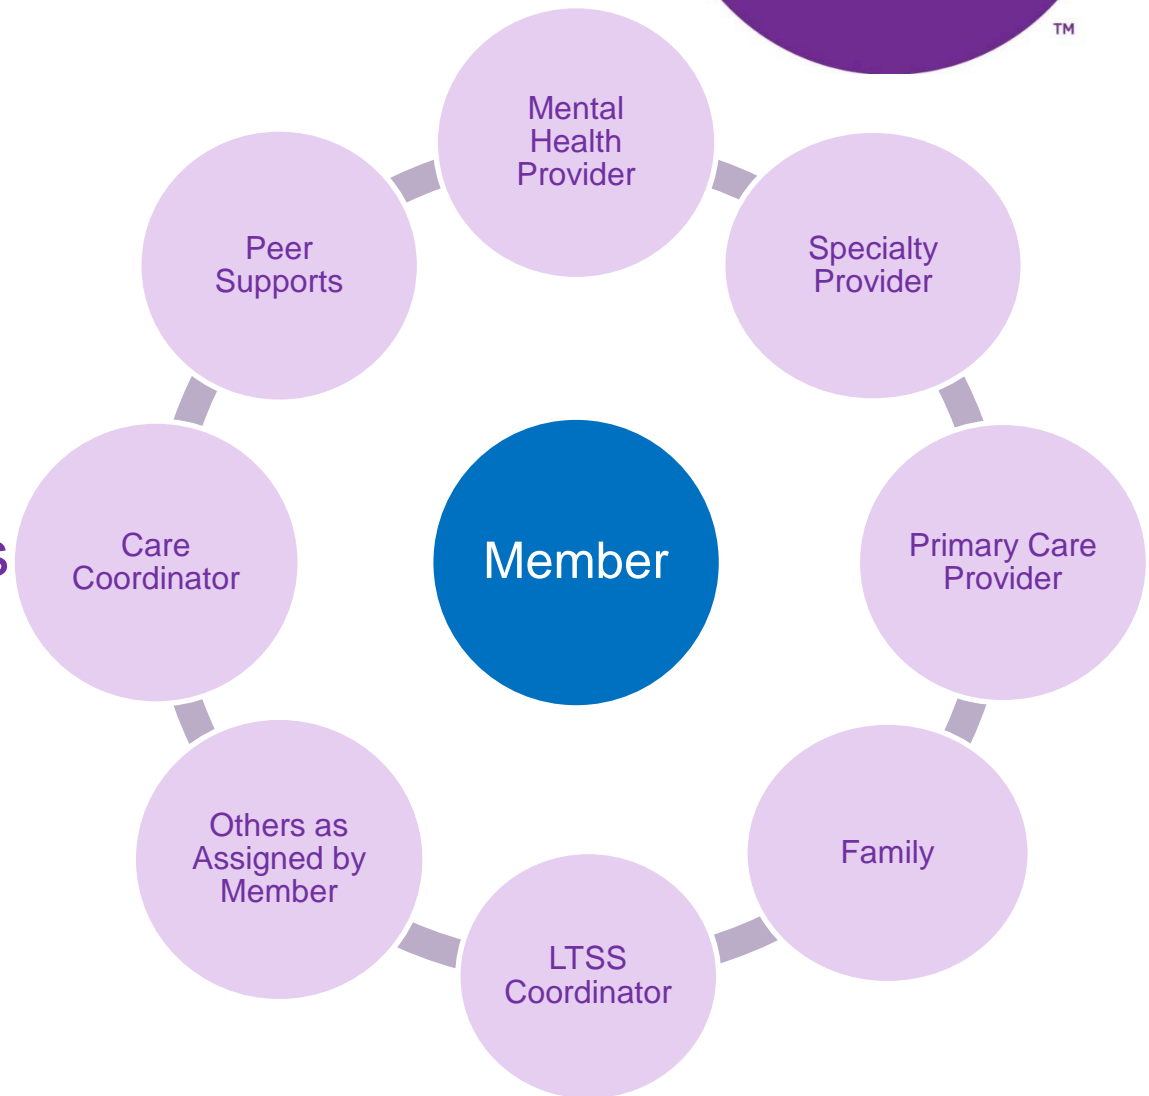 TM
Mental
Health
Provider
Peer
Supports
Specialty
Provider
s
Care
Coordinator
Member
Primary Care
Provider
Others as
Assigned by
Member
Family
LTSS
Coordinator